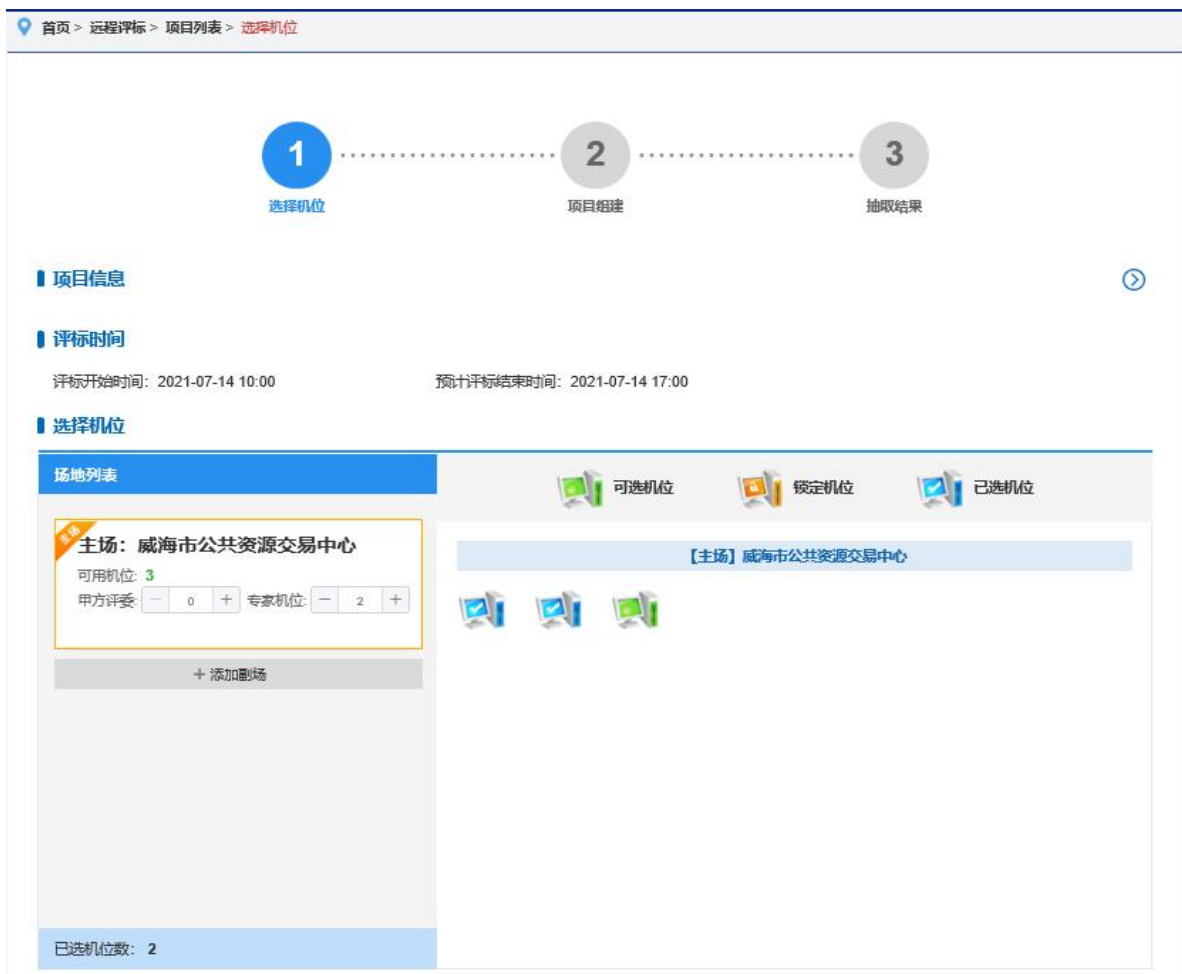 首页 > 远程评标 > 项目列表 > 选择机位
1 2 3
选择机位 项目组建 抽取结果
项目信息
评标时间
评标开始时间：2021-07-14 10:00 预计评标结束时间：2021-07-14 17:00
选择机位
场地列表
可选机位 锁定机位 已选机位
主场
主场：威海市公共资源交易中心
可用机位: 3
甲方评委: － 0 ＋ 专家机位: － 2 ＋
＋ 添加副场
【主场】威海市公共资源交易中心
已选机位数： 2